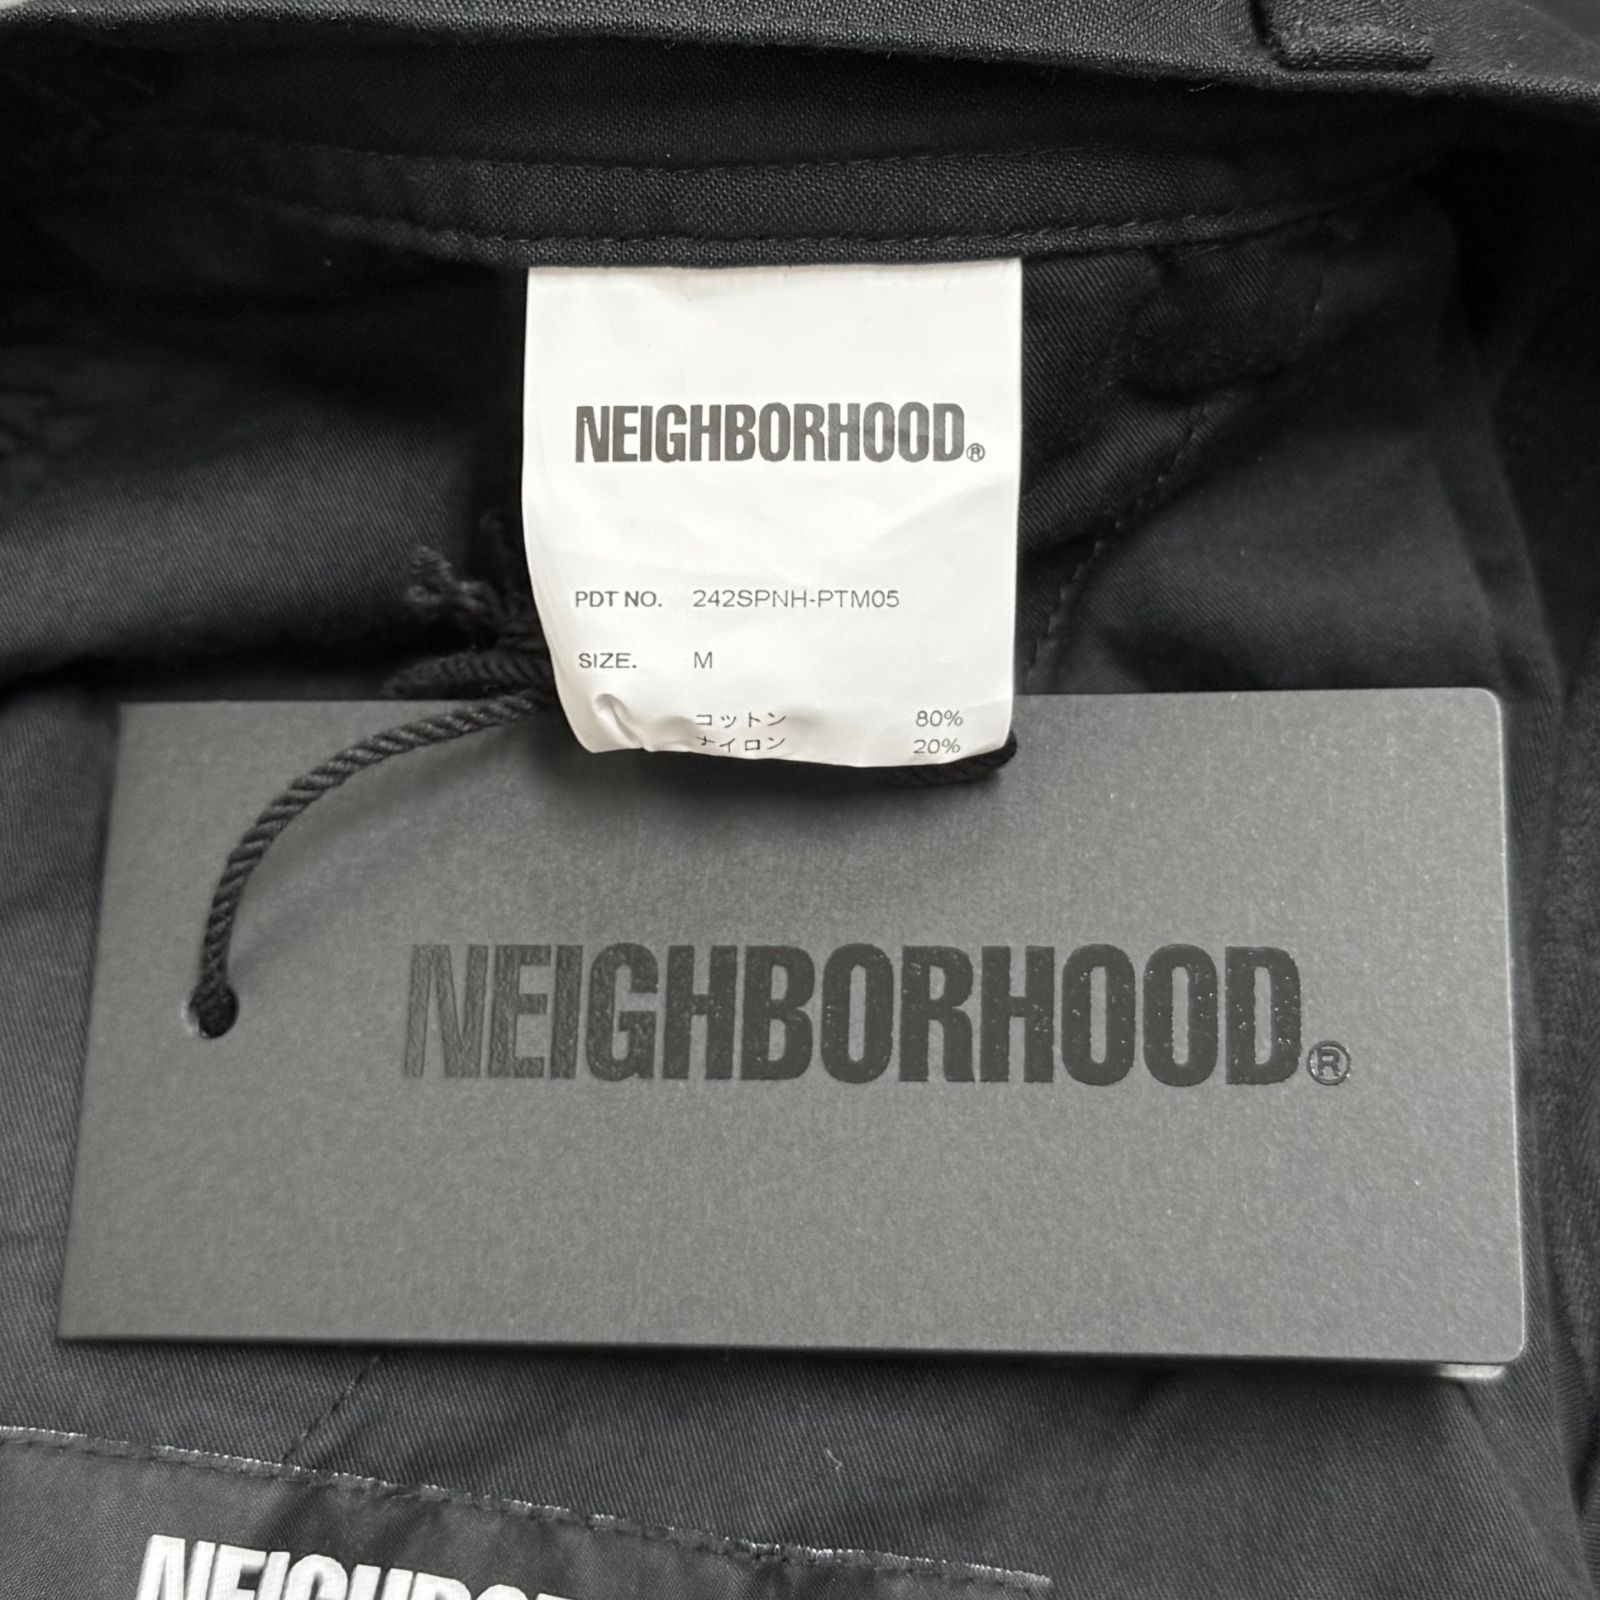 NEIGHBORHOOD®
PDT NO. 242SPNH-PTM05
SIZE. M
コットン 80%
ナイロン 20%
NEIGHBORHOOD®